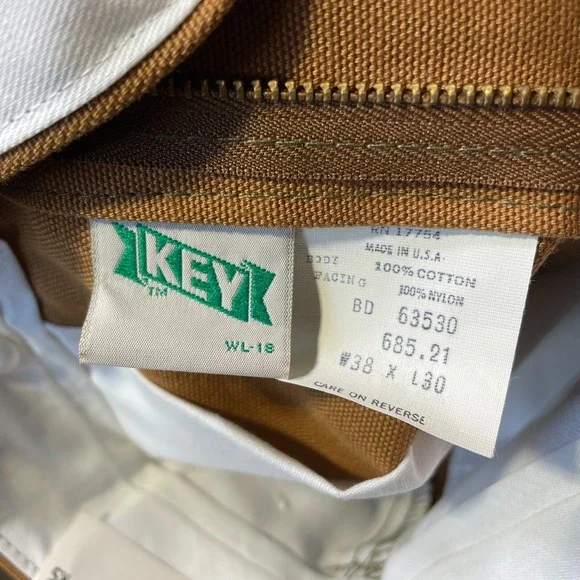 KEY
TM
WL-18
RN 17754
MADE IN U.S.A.
BODY 100% COTTON
FACING 100% NYLON
BD 63530
685.21
W38 X L30
CARE ON REVERSE